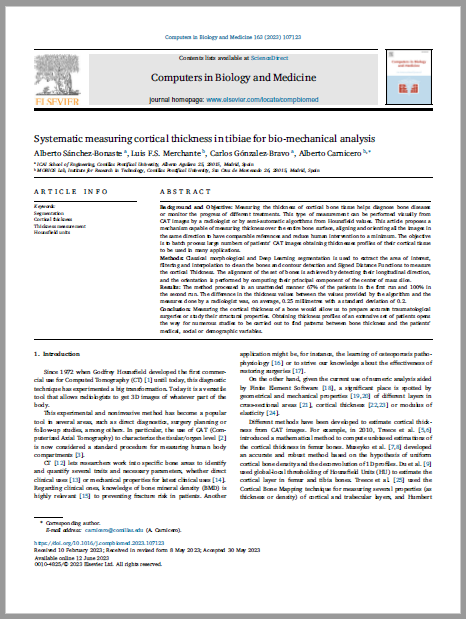 Computers in Biology and Medicine 163 (2023) 107123
Contents lists available at ScienceDirect
Computers in Biology and Medicine
journal homepage: www.elsevier.com/locate/compbiomed
ELSEVIER
Systematic measuring cortical thickness in tibiae for bio-mechanical analysis
Alberto Sánchez-Bonaste a, Luis F.S. Merchante b, Carlos Gónzalez-Bravo a, Alberto Carnicero b,*
a ICAI School of Engineering, Comillas Pontifical University, Alberto Aguilera 25, 28015, Madrid, Spain
b MOBIOS Lab, Institute for Research in Technology, Comillas Pontifical University, Sta Cruz de Marcenado 26, 28015, Madrid, Spain
ARTICLE INFO
Keywords:
Segmentation
Cortical thickness
Thickness measurement
Hounsfield units
ABSTRACT
Background and Objective: Measuring the thickness of cortical bone tissue helps diagnose bone diseases
or monitor the progress of different treatments. This type of measurement can be performed visually from
CAT images by a radiologist or by semi-automatic algorithms from Hounsfield values. This article proposes a
mechanism capable of measuring thickness over the entire bone surface, aligning and orienting all the images in
the same direction to have comparable references and reduce human intervention to a minimum. The objective
is to batch process large numbers of patients' CAT images obtaining thicknesses profiles of their cortical tissue
to be used in many applications.
Methods: Classical morphological and Deep Learning segmentation is used to extract the area of interest,
filtering and interpolation to clean the bones and contour detection and Signed Distance Functions to measure
the cortical Thickness. The alignment of the set of bones is achieved by detecting their longitudinal direction,
and the orientation is performed by computing their principal component of the center of mass slice.
Results: The method processed in an unattended manner 67% of the patients in the first run and 100% in
the second run. The difference in the thickness values between the values provided by the algorithm and the
measures done by a radiologist was, on average, 0.25 millimetres with a standard deviation of 0.2.
Conclusion: Measuring the cortical thickness of a bone would allow us to prepare accurate traumatological
surgeries or study their structural properties. Obtaining thickness profiles of an extensive set of patients opens
the way for numerous studies to be carried out to find patterns between bone thickness and the patients'
medical, social or demographic variables.
1. Introduction
Since 1972 when Godfrey Hounsfield developed the first commer-
cial use for Computed Tomography (CT) [1] until today, this diagnostic
technique has experimented a big transformation. Today it is a versatile
tool that allows radiologists to get 3D images of whatever part of the
body.
This experimental and noninvasive method has become a popular
tool in several areas, such as direct diagnostics, surgery planning or
follow-up studies, among others. In particular, the use of CAT (Com-
puterized Axial Tomography) to characterize the tisular/organ level [2]
is now considered a standard procedure for measuring human body
components [3].
CT [12] lets researchers work into specific bone areas to identify
and quantify several traits and necessary parameters, whether direct
clinical uses [13] or mechanical properties for latest clinical uses [14].
Regarding clinical ones, knowledge of bone mineral density (BMD) is
highly relevant [15] to preventing fracture risk in patients. Another
application might be, for instance, the learning of osteoporosis patho-
physiology [16] or to strive our knowledge about the effectiveness of
restoring surgeries [17].
On the other hand, given the current use of numeric analysis aided
by Finite Element Software [18], a significant place is spotted by
geometrical and mechanical properties [19,20] of different layers in
cross-sectional areas [21], cortical thickness [22,23] or modulus of
elasticity [24].
Different methods have been developed to estimate cortical thick-
ness from CAT images. For example, in 2010, Treece et al. [5,6]
introduced a mathematical method to compute unbiased estimations of
the cortical thickness in femur bones. Museyko et al. [7,8] developed
an accurate and robust method based on the hypothesis of uniform
cortical bone density and the deconvolution of 1D profiles. Du et al. [9]
used global-local thresholding of Hounsfield Units (HU) to estimate the
cortical layer in femur and tibia bones. Treece et al. [25] used the
Cortical Bone Mapping technique for measuring several properties (as
thickness or density) of cortical and trabecular layers, and Humbert
* Corresponding author.
E-mail address: carnicero@comillas.edu (A. Carnicero).
https://doi.org/10.1016/j.compbiomed.2023.107123
Received 10 February 2023; Received in revised form 8 May 2023; Accepted 30 May 2023
Available online 12 June 2023
0010-4825/© 2023 Elsevier Ltd. All rights reserved.